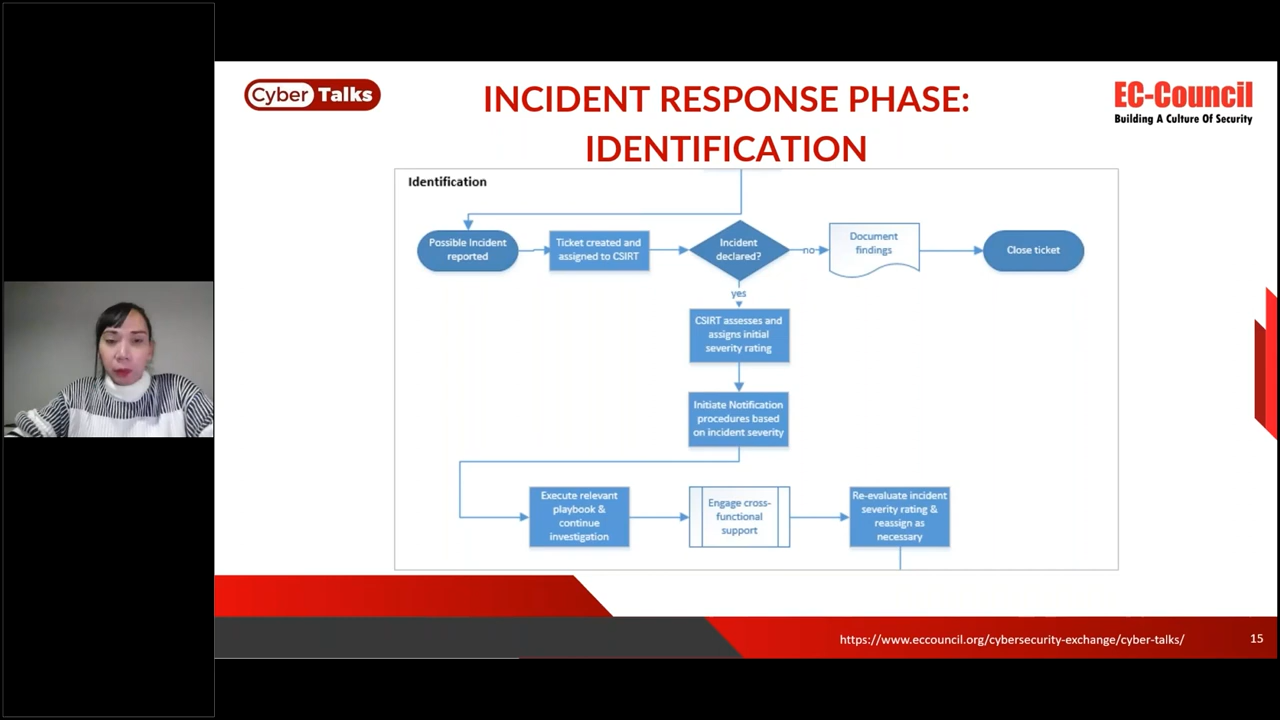 Cyber Talks
INCIDENT RESPONSE PHASE:
IDENTIFICATION
EC-Council
Building A Culture Of Security
Identification
Possible Incident
reported
Ticket created and
assigned to CSIRT
Incident
declared?
no
Document
findings
Close ticket
yes
CSIRT assesses and
assigns initial
severity rating
Initiate Notification
procedures based
on incident severity
Execute relevant
playbook &
continue
investigation
Engage cross-
functional
support
Re-evaluate incident
severity rating &
reassign as
necessary
https://www.eccouncil.org/cybersecurity-exchange/cyber-talks/
15